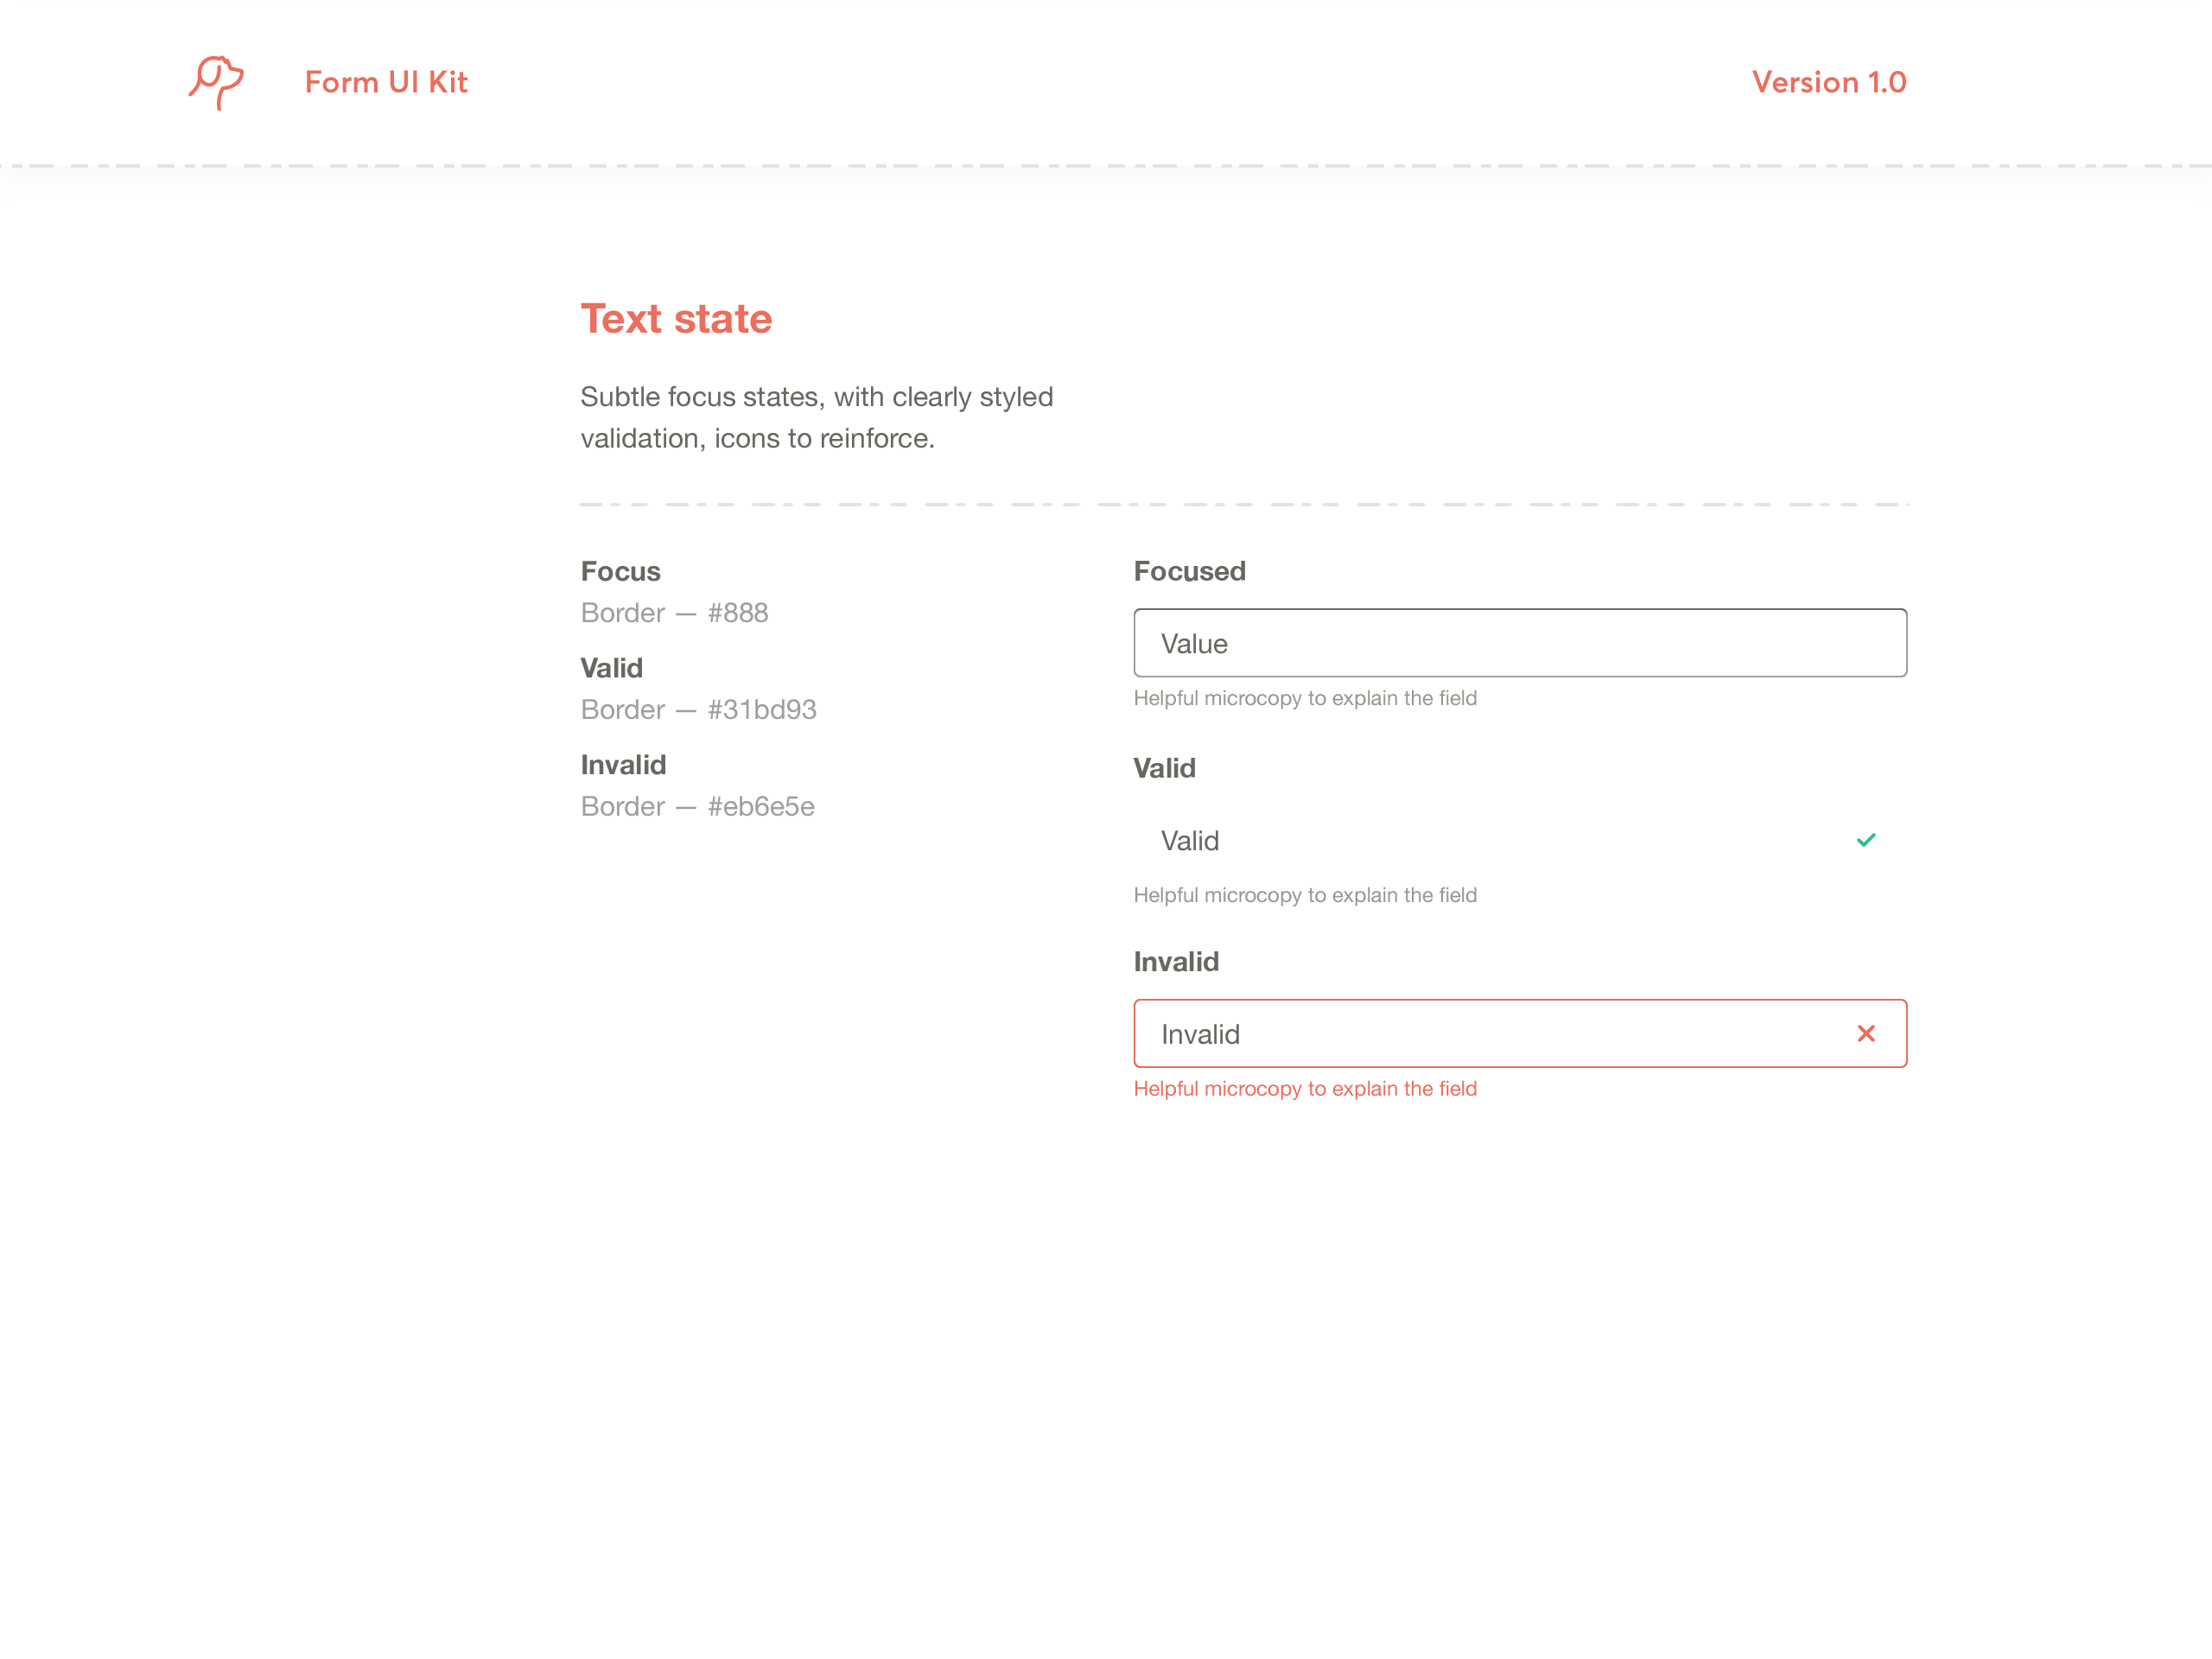 Form UI Kit
Version 1.0
Text state
Subtle focus states, with clearly styled
validation, icons to reinforce.
Focus
Border — #888
Valid
Border — #31bd93
Invalid
Border — #eb6e5e
Focused
Value
Helpful microcopy to explain the field
Valid
Valid
Helpful microcopy to explain the field
Invalid
Invalid
Helpful microcopy to explain the field